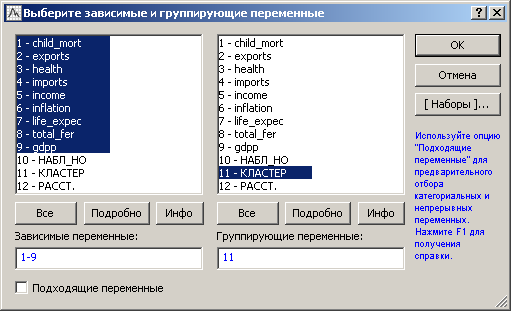 Выберите зависимые и группирующие переменные
1 - child_mort
2 - exports
3 - health
4 - imports
5 - income
6 - inflation
7 - life_expec
8 - total_fer
9 - gdpp
10 - НАБЛ_НО
11 - КЛАСТЕР
12 - РАССТ.
1 - child_mort
2 - exports
3 - health
4 - imports
5 - income
6 - inflation
7 - life_expec
8 - total_fer
9 - gdpp
10 - НАБЛ_НО
11 - КЛАСТЕР
12 - РАССТ.
OK
Отмена
[ Наборы ]...
Используйте опцию
"Подходящие
переменные" для
предварительного
отбора
категориальных и
непрерывных
переменных.
Нажмите F1 для
получения
справки.
Все Подробно Инфо
Все Подробно Инфо
Зависимые переменные:
1-9
Группирующие переменные:
11
Подходящие переменные